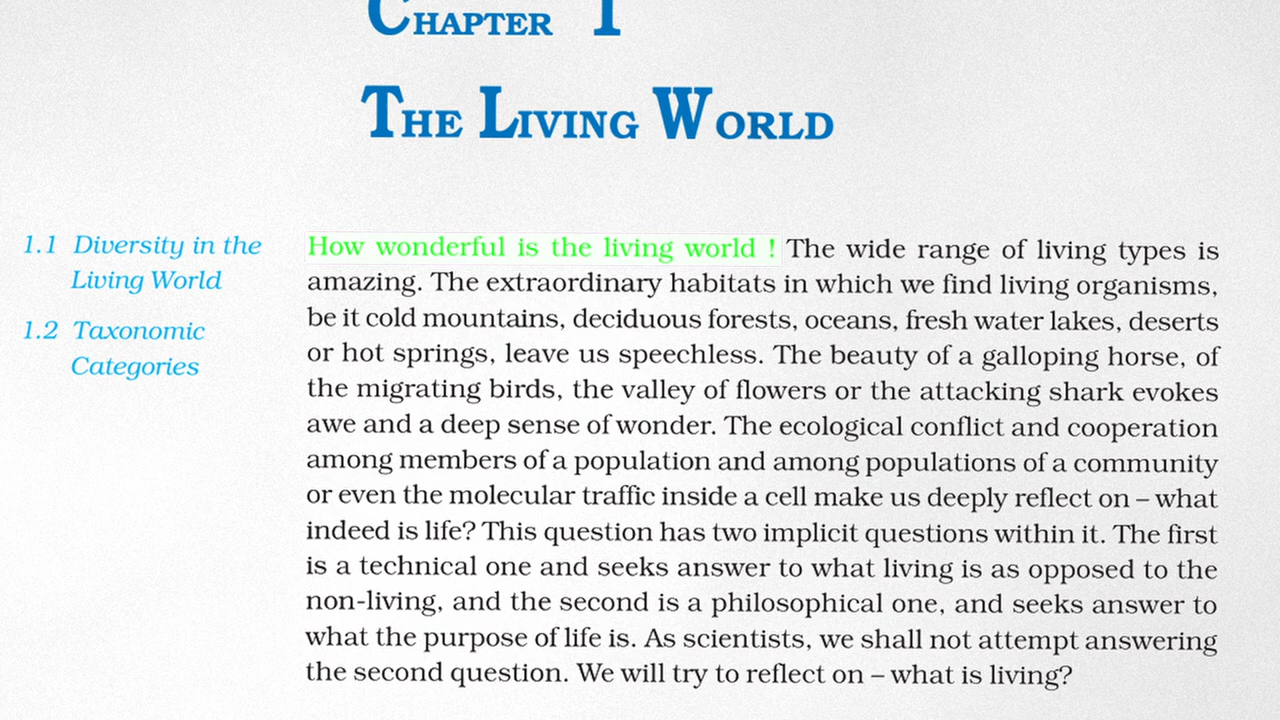 CHAPTER 1
THE LIVING WORLD
1.1 Diversity in the
Living World
1.2 Taxonomic
Categories
How wonderful is the living world ! The wide range of living types is
amazing. The extraordinary habitats in which we find living organisms,
be it cold mountains, deciduous forests, oceans, fresh water lakes, deserts
or hot springs, leave us speechless. The beauty of a galloping horse, of
the migrating birds, the valley of flowers or the attacking shark evokes
awe and a deep sense of wonder. The ecological conflict and cooperation
among members of a population and among populations of a community
or even the molecular traffic inside a cell make us deeply reflect on – what
indeed is life? This question has two implicit questions within it. The first
is a technical one and seeks answer to what living is as opposed to the
non-living, and the second is a philosophical one, and seeks answer to
what the purpose of life is. As scientists, we shall not attempt answering
the second question. We will try to reflect on – what is living?